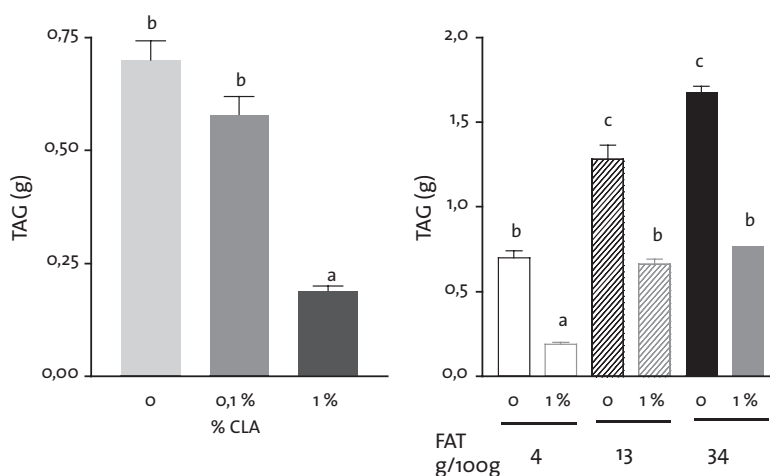 0,75
0,50
0,25
0,00
TAG (g)
b
b
a
0
0,1 %
1 %
% CLA
2,0
1,5
1,0
0,5
0,0
TAG (g)
b
a
c
b
c
b
0
1 %
0
1 %
0
1 %
FAT
g/100g
4
13
34